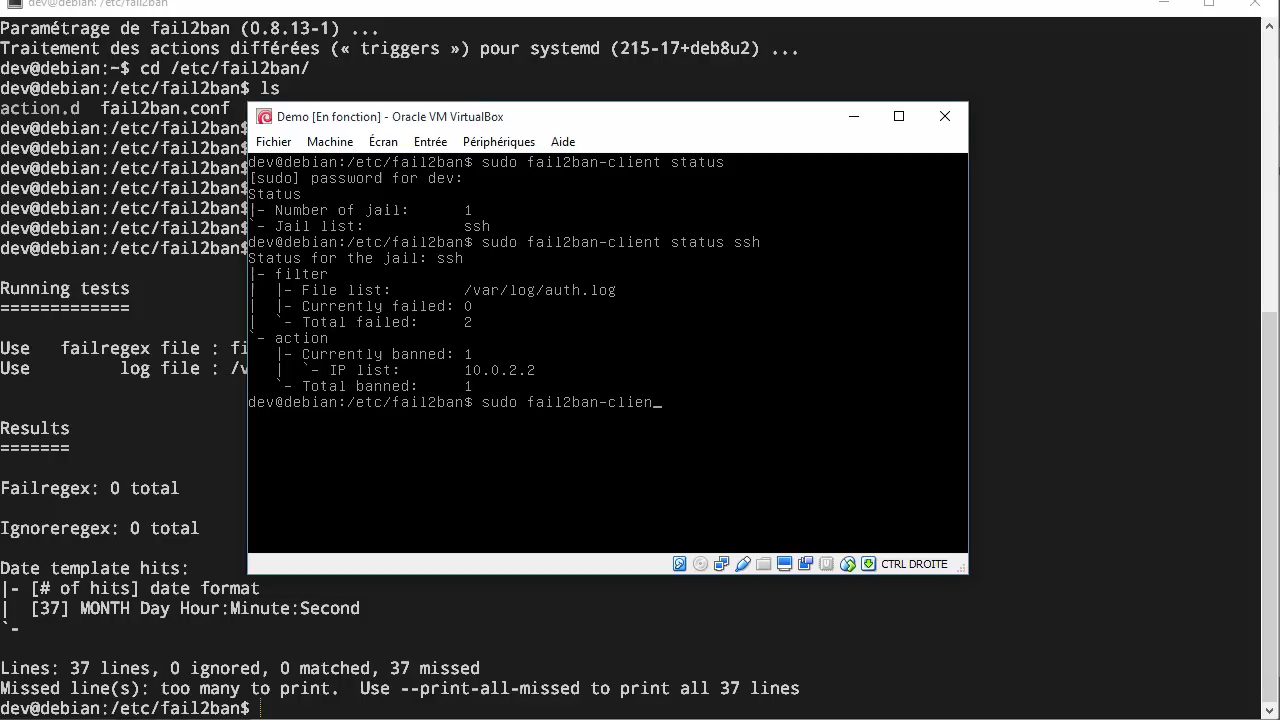 dev@debian: /etc/fail2ban
Paramétrage de fail2ban (0.8.13-1) ...
Traitement des actions différées (« triggers ») pour systemd (215-17+deb8u2) ...
dev@debian:~$ cd /etc/fail2ban/
dev@debian:/etc/fail2ban$ ls
action.d  fail2ban.conf
dev@debian:/etc/fail2ban$
dev@debian:/etc/fail2ban$
dev@debian:/etc/fail2ban$
dev@debian:/etc/fail2ban$
dev@debian:/etc/fail2ban$
dev@debian:/etc/fail2ban$
dev@debian:/etc/fail2ban$
Running tests
=============
Use   failregex file : fi
Use         log file : /v
Results
=======
Failregex: 0 total
Ignoreregex: 0 total
Date template hits:
|- [# of hits] date format
|  [37] MONTH Day Hour:Minute:Second
`-
Lines: 37 lines, 0 ignored, 0 matched, 37 missed
Missed line(s): too many to print.  Use --print-all-missed to print all 37 lines
dev@debian:/etc/fail2ban$
Demo [En fonction] - Oracle VM VirtualBox
Fichier Machine Écran Entrée Périphériques Aide
dev@debian:/etc/fail2ban$ sudo fail2ban-client status
[sudo] password for dev:
Status
|- Number of jail:      1
`- Jail list:           ssh
dev@debian:/etc/fail2ban$ sudo fail2ban-client status ssh
Status for the jail: ssh
|- filter
|  |- File list:        /var/log/auth.log
|  |- Currently failed: 0
|  `- Total failed:     2
`- action
   |- Currently banned: 1
   |  `- IP list:       10.0.2.2
   `- Total banned:     1
dev@debian:/etc/fail2ban$ sudo fail2ban-clien_
CTRL DROITE